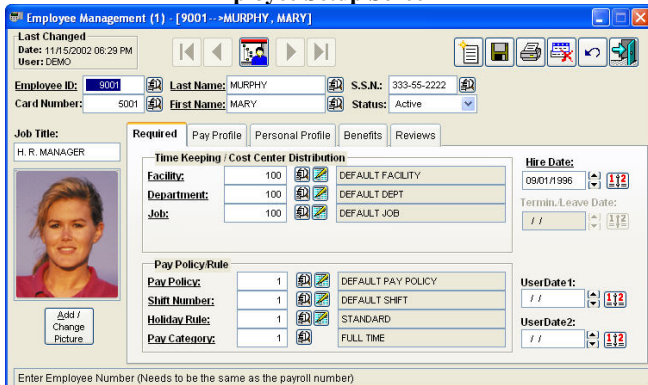 Employee Management (1) - [9001-->MURPHY, MARY]
Last Changed
Date: 11/15/2002 06:29 PM
User: DEMO
Employee ID: 9001 Last Name: MURPHY S.S.N.: 333-55-2222
Card Number: 5001 First Name: MARY Status: Active
Job Title:
H. R. MANAGER
Required Pay Profile Personal Profile Benefits Reviews
Time Keeping / Cost Center Distribution
Facility: 100 DEFAULT FACILITY
Department: 100 DEFAULT DEPT
Job: 100 DEFAULT JOB
Hire Date:
09/01/1996
Termin./Leave Date:
/ /
Pay Policy/Rule
Pay Policy: 1 DEFAULT PAY POLICY
Shift Number: 1 DEFAULT SHIFT
Holiday Rule: 1 STANDARD
Pay Category: 1 FULL TIME
UserDate1:
/ /
UserDate2:
/ /
Add /
Change
Picture
Enter Employee Number (Needs to be the same as the payroll number)